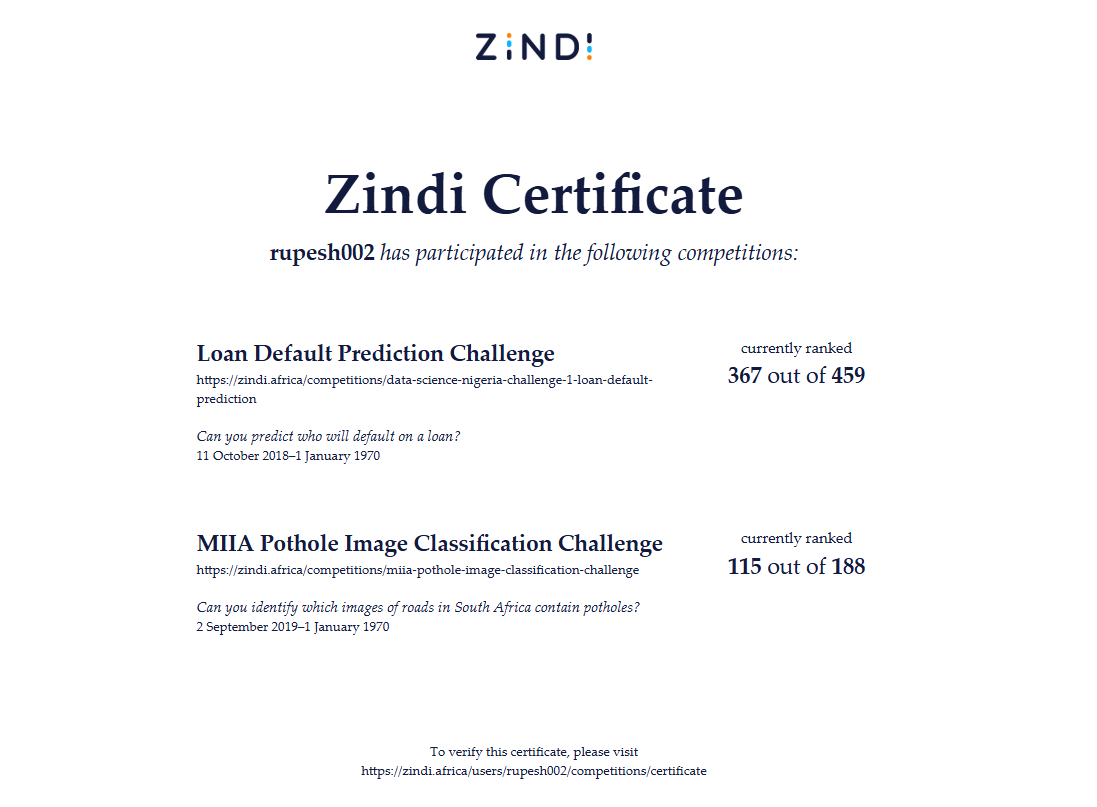 ZiNDi
Zindi Certificate
rupesh002 has participated in the following competitions:
Loan Default Prediction Challenge
https://zindi.africa/competitions/data-science-nigeria-challenge-1-loan-default-
prediction
Can you predict who will default on a loan?
11 October 2018–1 January 1970
currently ranked
367 out of 459
MIIA Pothole Image Classification Challenge
https://zindi.africa/competitions/miia-pothole-image-classification-challenge
Can you identify which images of roads in South Africa contain potholes?
2 September 2019–1 January 1970
currently ranked
115 out of 188
To verify this certificate, please visit
https://zindi.africa/users/rupesh002/competitions/certificate